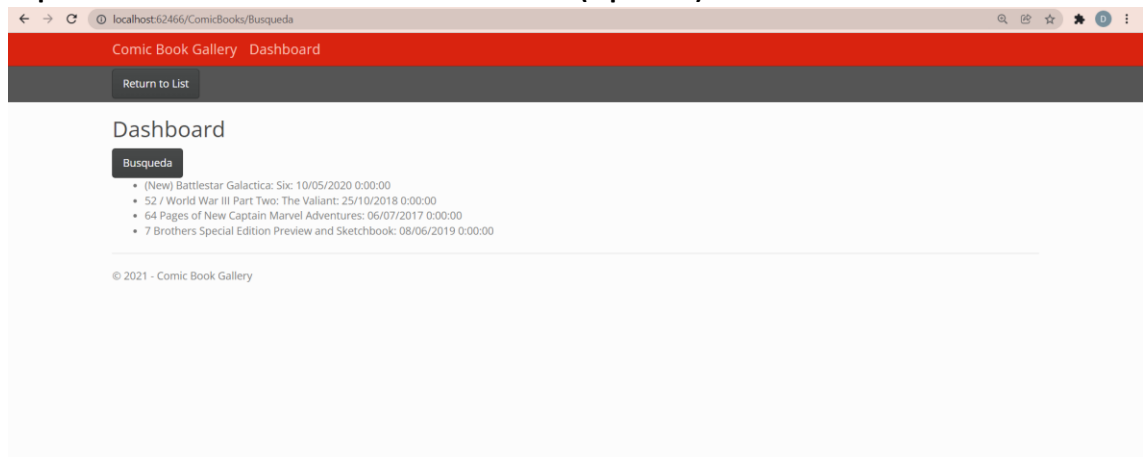 localhost:62466/ComicBooks/Busqueda
D
Comic Book Gallery Dashboard
Return to List
Dashboard
Busqueda
(New) Battlestar Galactica: Six: 10/05/2020 0:00:00
52 / World War III Part Two: The Valiant: 25/10/2018 0:00:00
64 Pages of New Captain Marvel Adventures: 06/07/2017 0:00:00
7 Brothers Special Edition Preview and Sketchbook: 08/06/2019 0:00:00
© 2021 - Comic Book Gallery